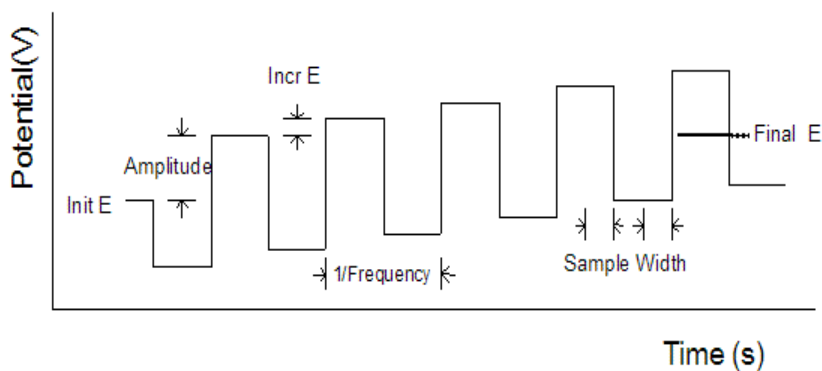 Potential(V)
Incr E
Amplitude
Init E
1/Frequency
Sample Width
Final E
Time (s)